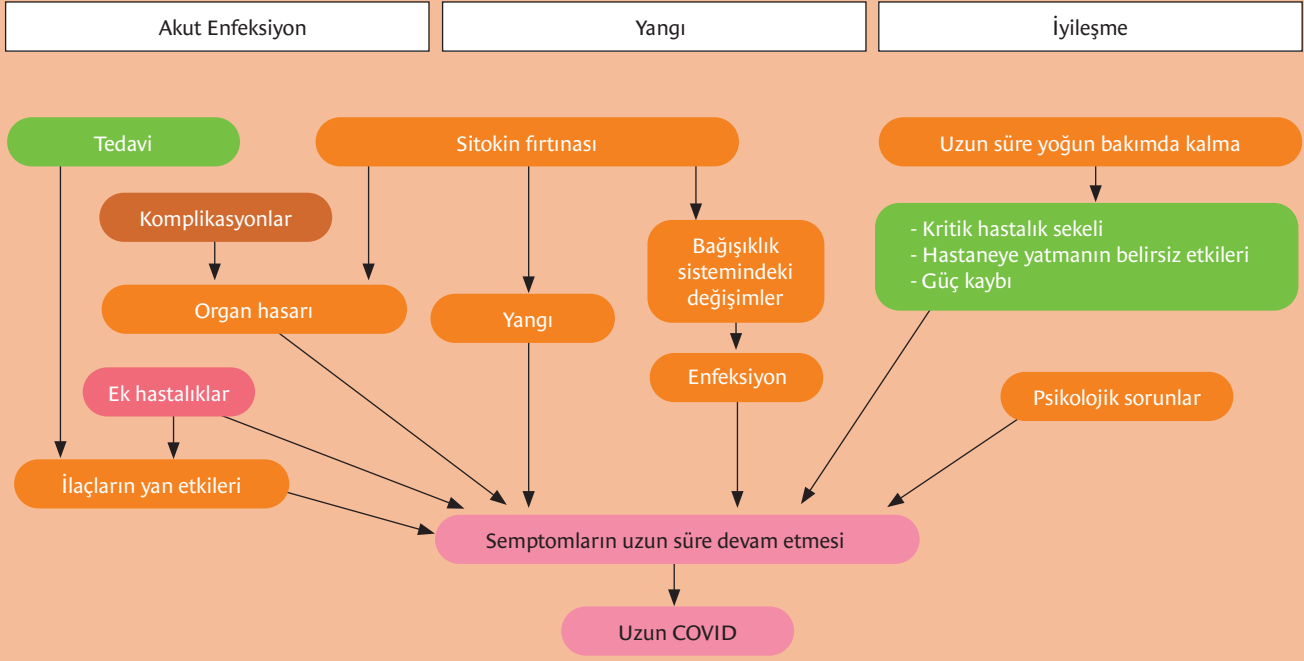 Akut Enfeksiyon
Yangı
İyileşme
Tedavi
Sitokin fırtınası
Uzun süre yoğun bakımda kalma
Komplikasyonlar
Bağışıklık
sistemindeki
değişimler
- Kritik hastalık sekeli
- Hastaneye yatmanın belirsiz etkileri
- Güç kaybı
Organ hasarı
Yangı
Ek hastalıklar
Enfeksiyon
Psikolojik sorunlar
İlaçların yan etkileri
Semptomların uzun süre devam etmesi
Uzun COVID